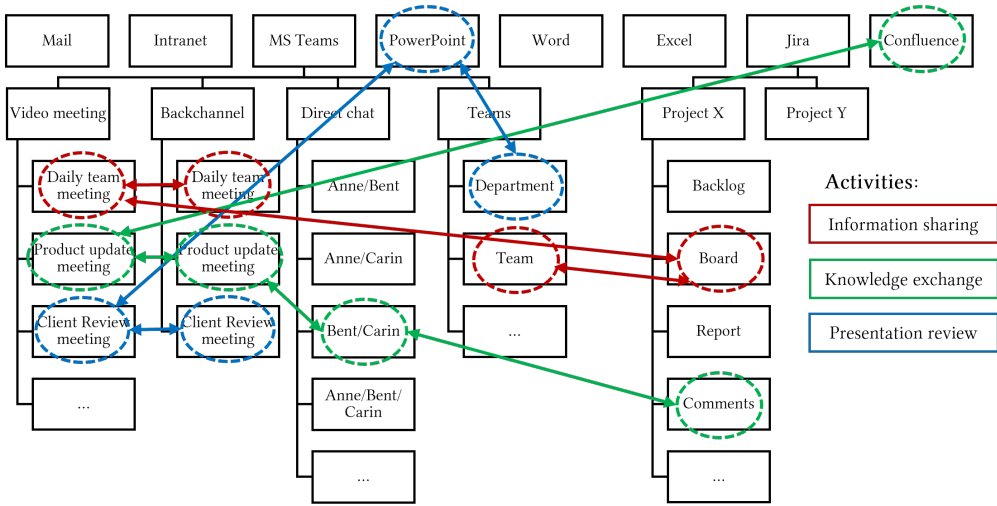 Mail
Intranet
MS Teams
PowerPoint
Word
Excel
Jira
Confluence
Video meeting
Backchannel
Direct chat
Teams
Project X
Project Y
Daily team
meeting
Daily team
meeting
Anne/Bent
Department
Backlog
Activities:
Information sharing
Product update
meeting
Product update
meeting
Anne/Carin
Team
Board
Knowledge exchange
Client Review
meeting
Client Review
meeting
Bent/Carin
...
Report
Presentation review
...
Anne/Bent/
Carin
Comments
...
...